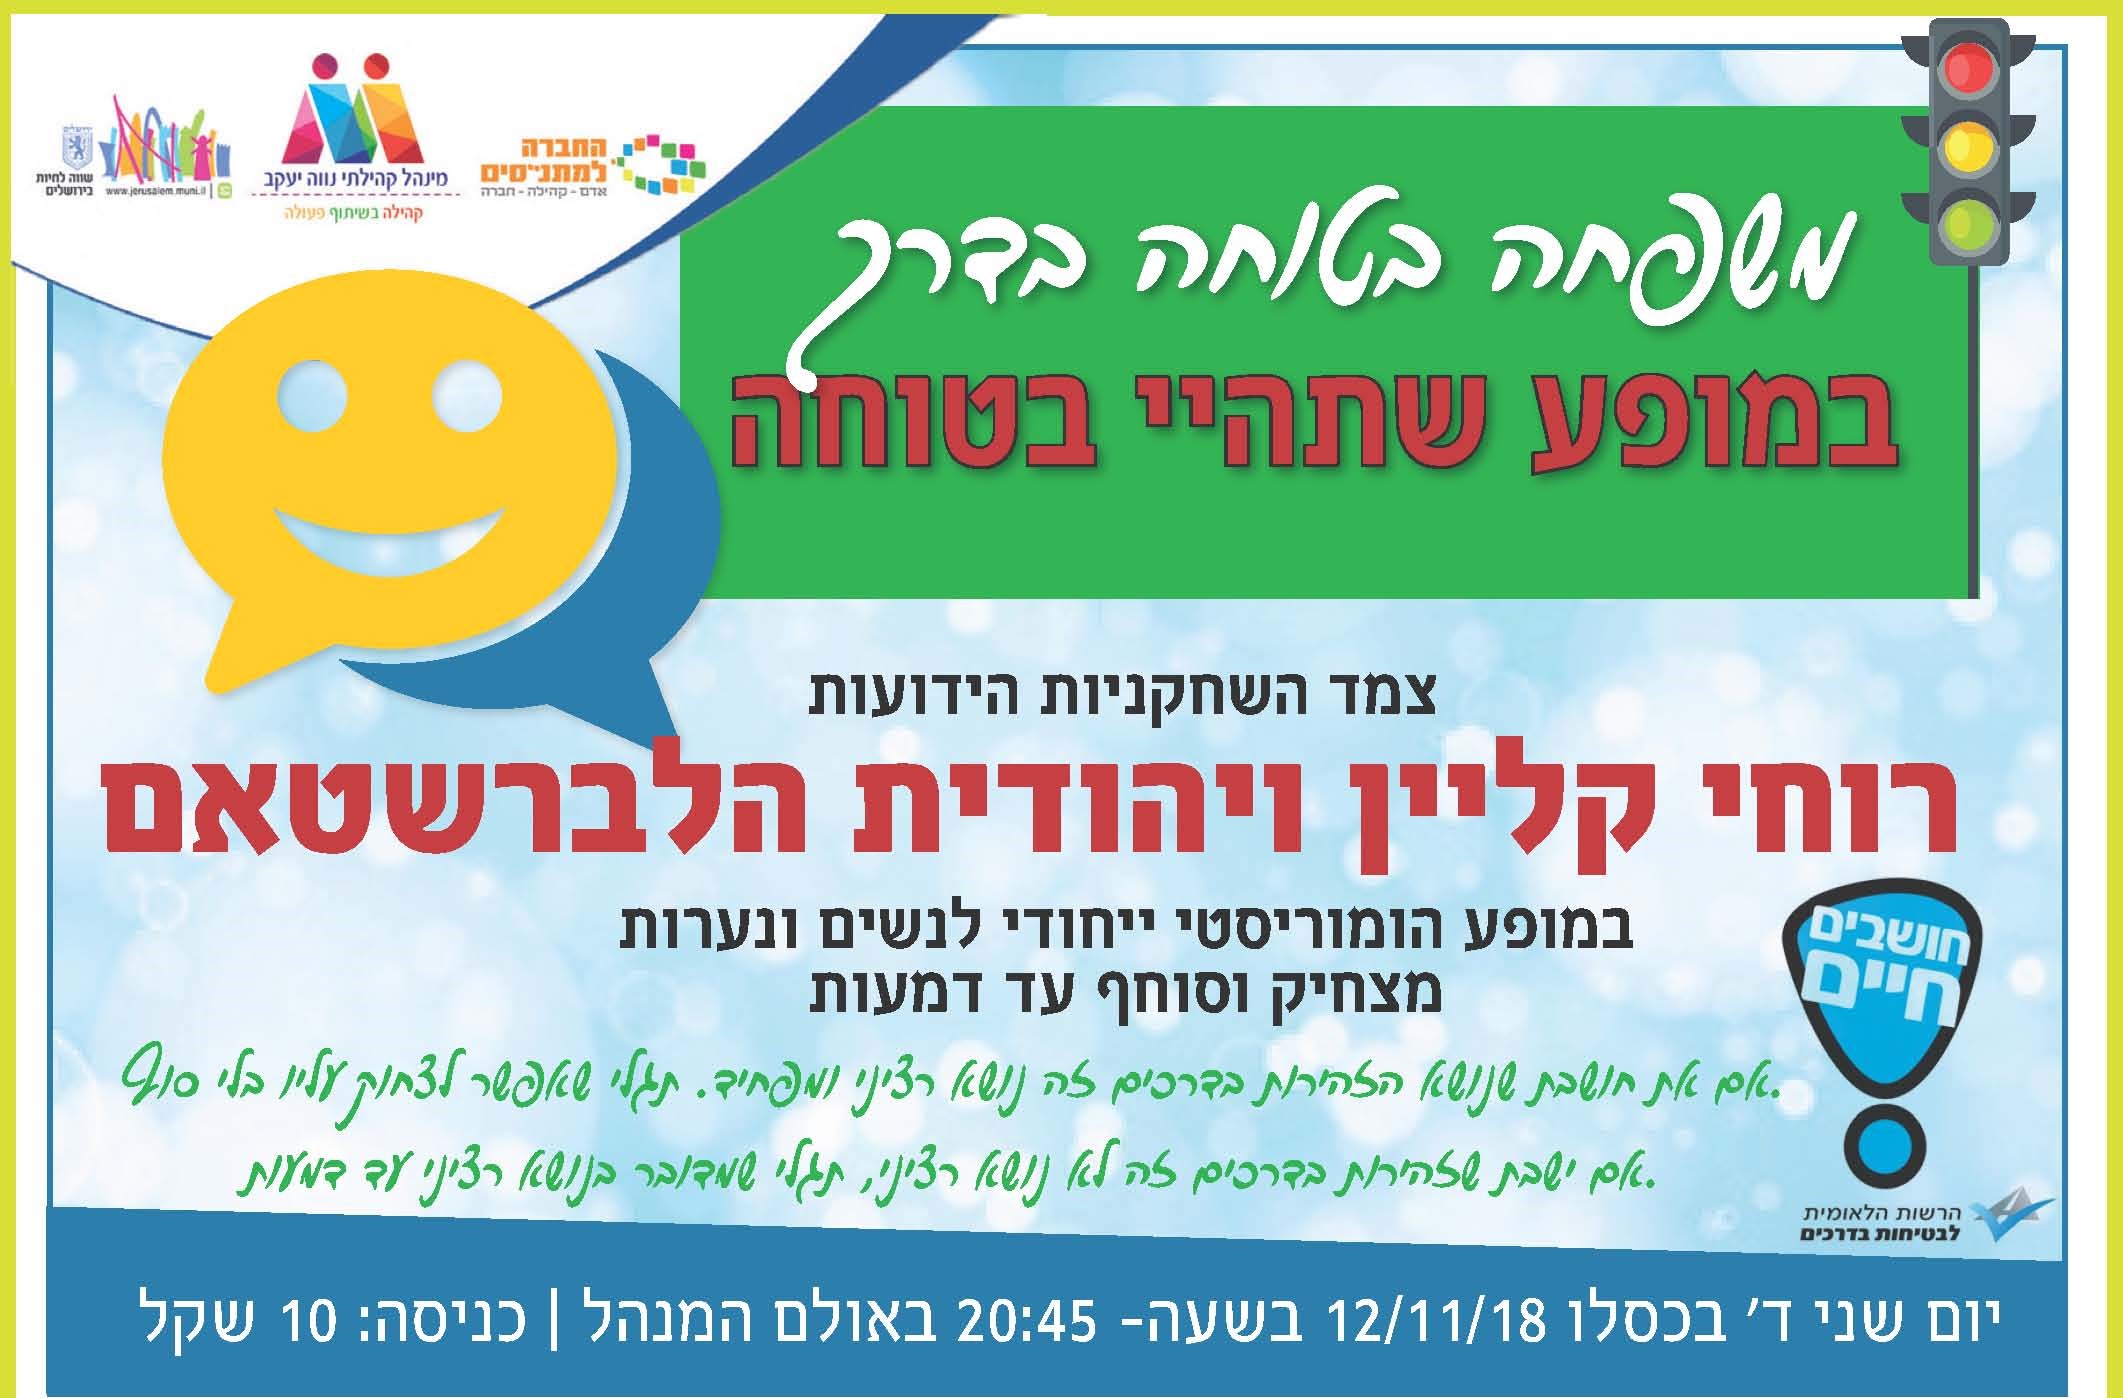 ירושלים
שווה לחיות
בירושלים
www.jerusalem.muni.il
מינהל קהילתי נווה יעקב
קהילה בשיתוף פעולה
החברה
למתנ״סים
אדם - קהילה - חברה
משפחה בטוחה בדרך
במופע שתהיי בטוחה
צמד השחקניות הידועות
רוחי קליין ויהודית הלברשטאם
במופע הומוריסטי ייחודי לנשים ונערות
מצחיק וסוחף עד דמעות
חושבים
חיים
.אם את חושבת שנושא הזהירות בדרכים זה נושא רציני ומפחיד. תגלי שאפשר לצחוק עליו בלי סוף
.אם ישבת שזהירות בדרכים זה לא נושא רציני, תגלי שמדובר בנושא רציני עד דמעות
הרשות הלאומית
לבטיחות בדרכים
יום שני ד' בכסלו 12/11/18 בשעה- 20:45 באולם המנהל | כניסה: 10 שקל